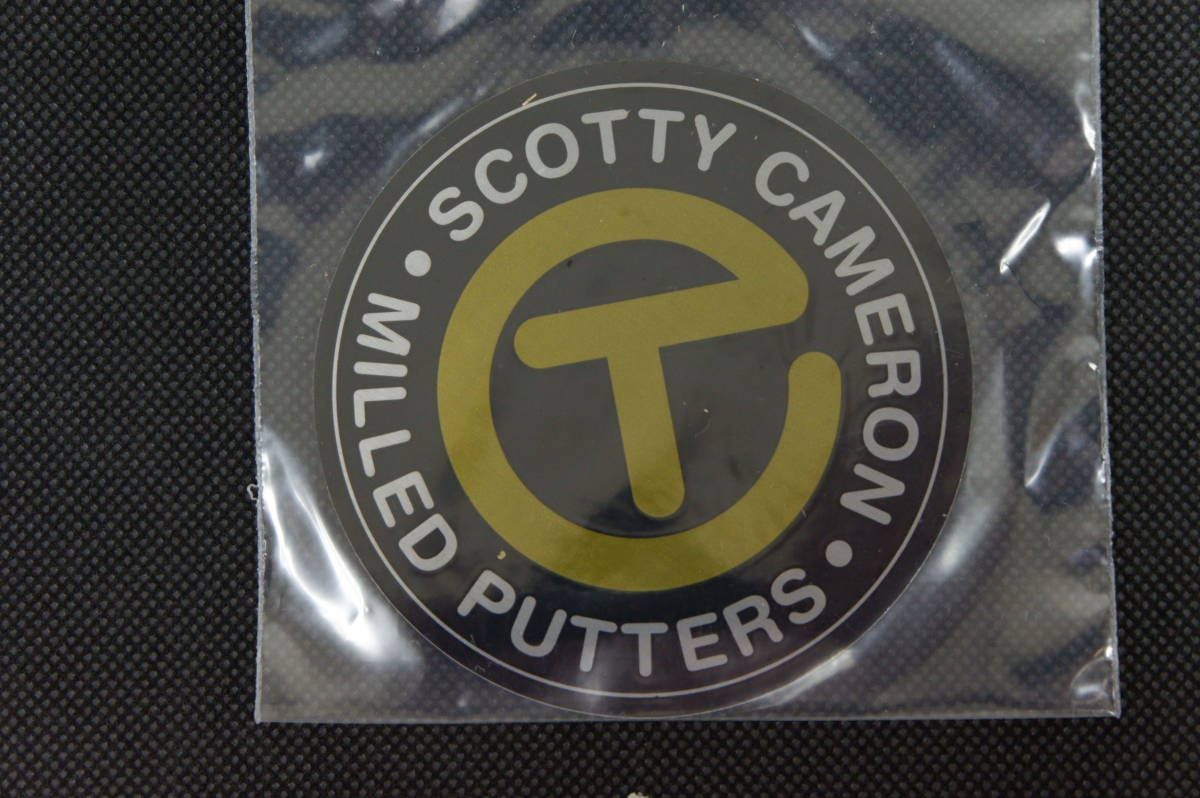 • SCOTTY CAMERON •
MILLED PUTTERS
T